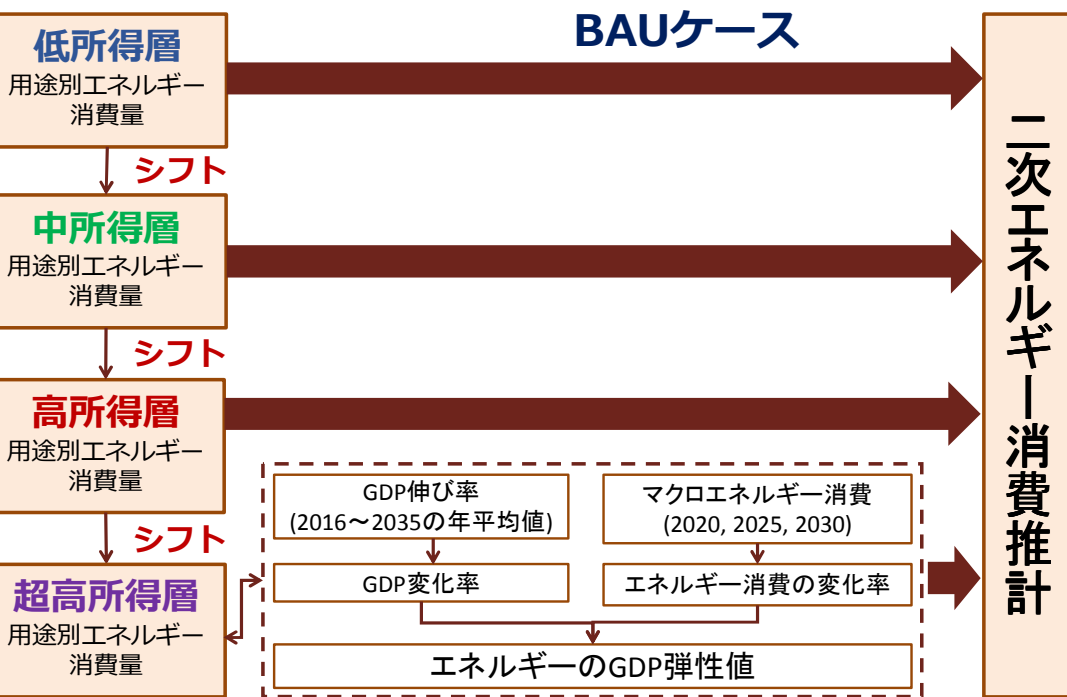 BAUケース
低所得層
用途別エネルギー
消費量
シフト
中所得層
用途別エネルギー
消費量
シフト
高所得層
用途別エネルギー
消費量
シフト
超高所得層
用途別エネルギー
消費量
GDP伸び率
(2016～2035の年平均値)
マクロエネルギー消費
(2020, 2025, 2030)
GDP変化率
エネルギー消費の変化率
エネルギーのGDP弾性値
二次エネルギー消費推計